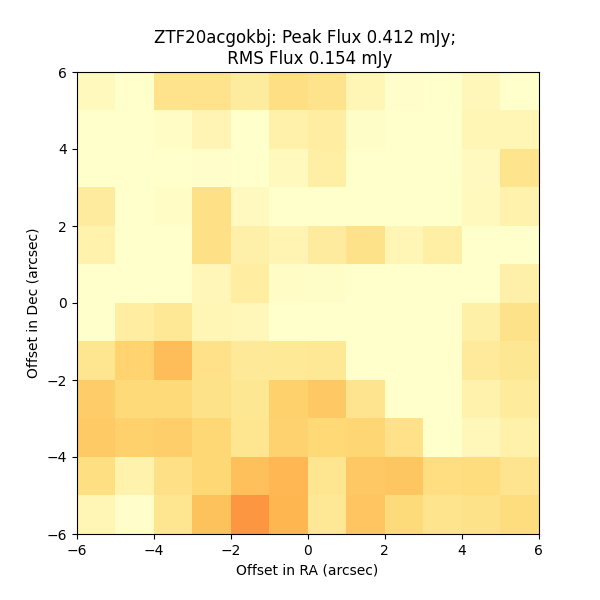 ZTF20acgokbj: Peak Flux 0.412 mJy;
RMS Flux 0.154 mJy
6
4
2
0
−2
−4
−6
Offset in Dec (arcsec)
−6 −4 −2 0 2 4 6
Offset in RA (arcsec)